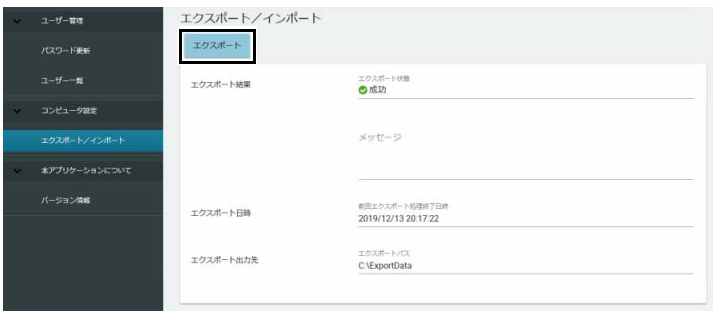 ユーザー管理
パスワード更新
ユーザー一覧
コンピュータ設定
エクスポート／インポート
本アプリケーションについて
バージョン情報
エクスポート／インポート
エクスポート
エクスポート結果
エクスポート状態
成功
メッセージ
エクスポート日時
前回エクスポート処理終了日時
2019/12/13 20:17:22
エクスポート出力先
エクスポートパス
C:\ExportData